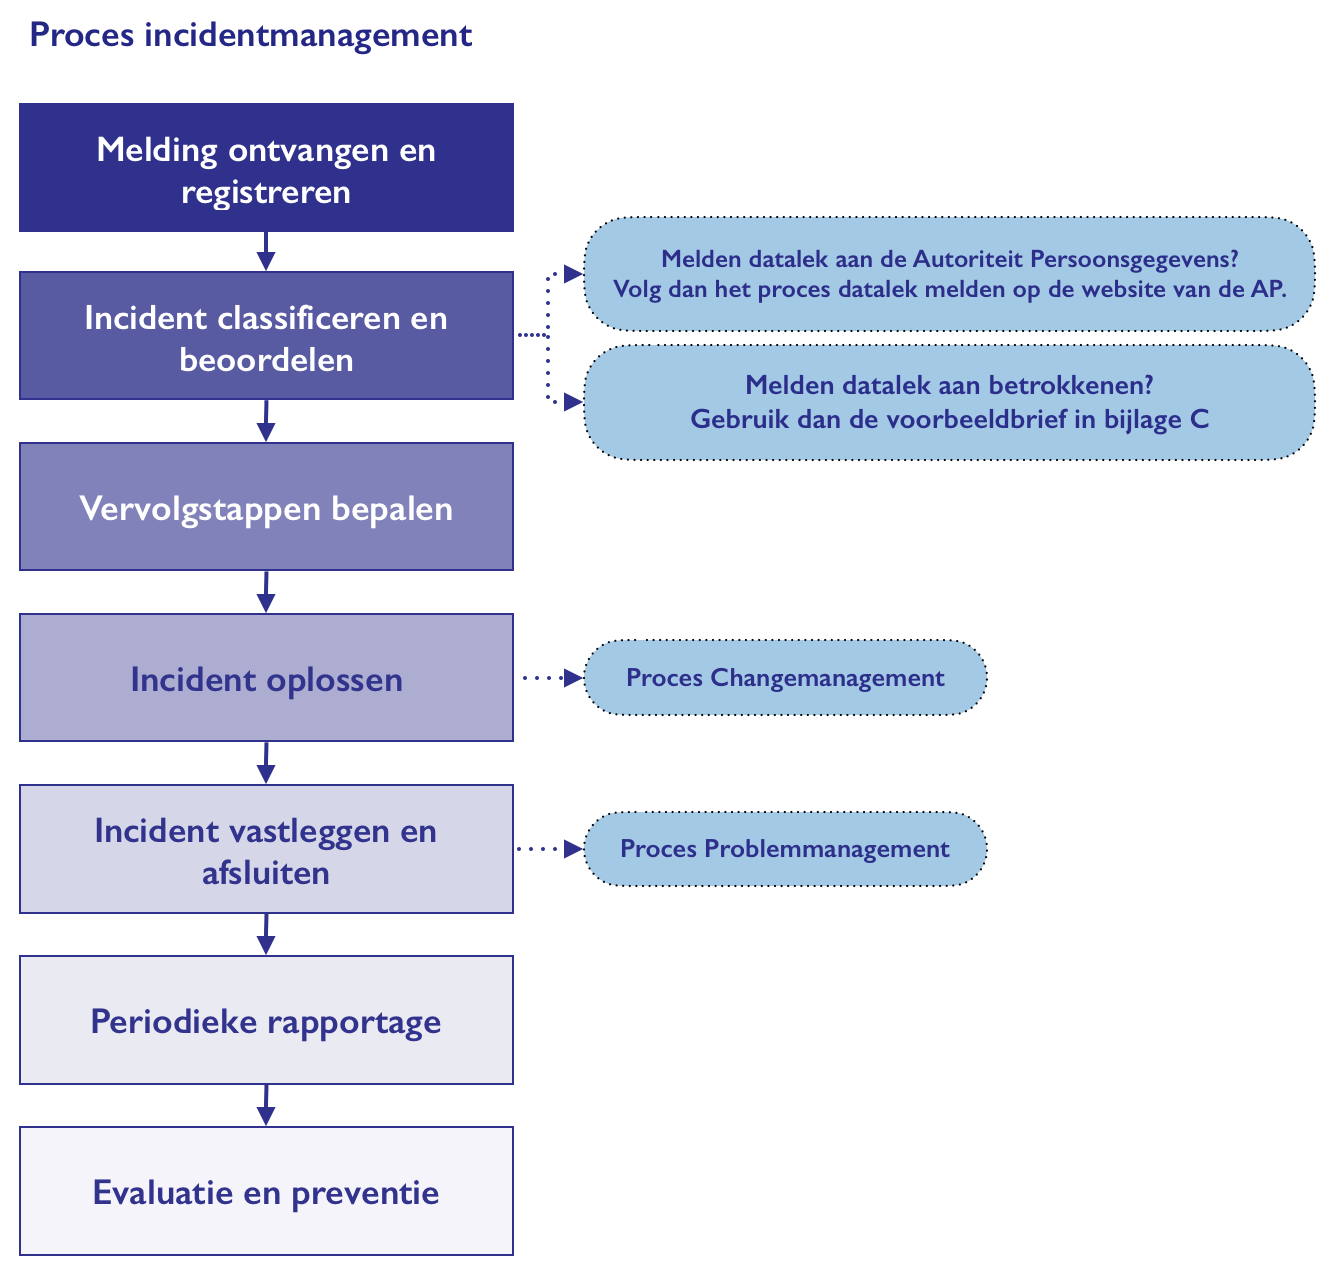 Proces incidentmanagement
Melding ontvangen en
registreren
Incident classificeren en
beoordelen
Melden datalek aan de Autoriteit Persoonsgegevens?
Volg dan het proces datalek melden op de website van de AP.
Melden datalek aan betrokkenen?
Gebruik dan de voorbeeldbrief in bijlage C
Vervolgstappen bepalen
Incident oplossen
Proces Changemanagement
Incident vastleggen en
afsluiten
Proces Problemmanagement
Periodieke rapportage
Evaluatie en preventie